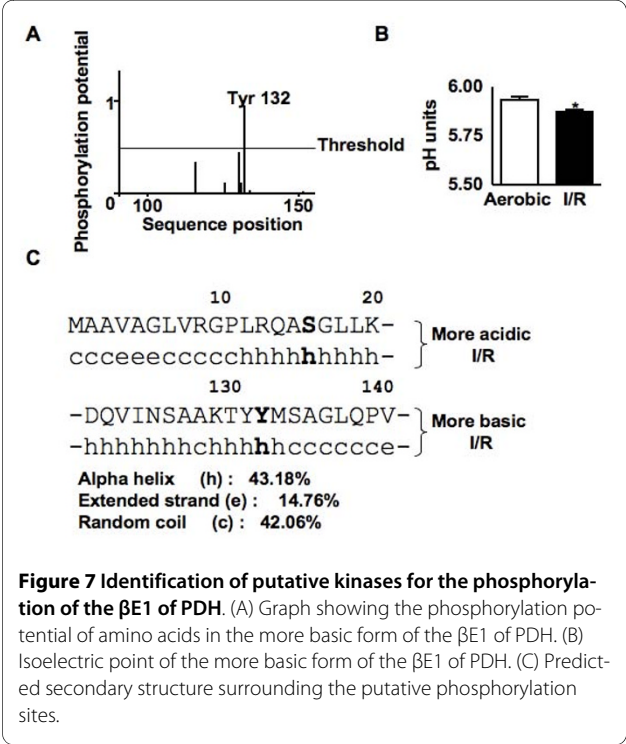 A
Phosphorylation potential
1
Tyr 132
Threshold
0
100
150
Sequence position
B
pH units
6.00
5.75
5.50
*
Aerobic I/R
C
10 20
MAAVAGLVRGPLRQASGLLK-
ccceeeccccchhhhhhhhh-
More acidic
I/R
130 140
-DQVINSAAKTYYMSAGLQPV-
-hhhhhhhchhhhhccccccce-
More basic
I/R
Alpha helix (h) : 43.18%
Extended strand (e) : 14.76%
Random coil (c) : 42.06%
Figure 7 Identification of putative kinases for the phosphoryla-
tion of the βE1 of PDH. (A) Graph showing the phosphorylation po-
tential of amino acids in the more basic form of the βE1 of PDH. (B)
Isoelectric point of the more basic form of the βE1 of PDH. (C) Predict-
ed secondary structure surrounding the putative phosphorylation
sites.